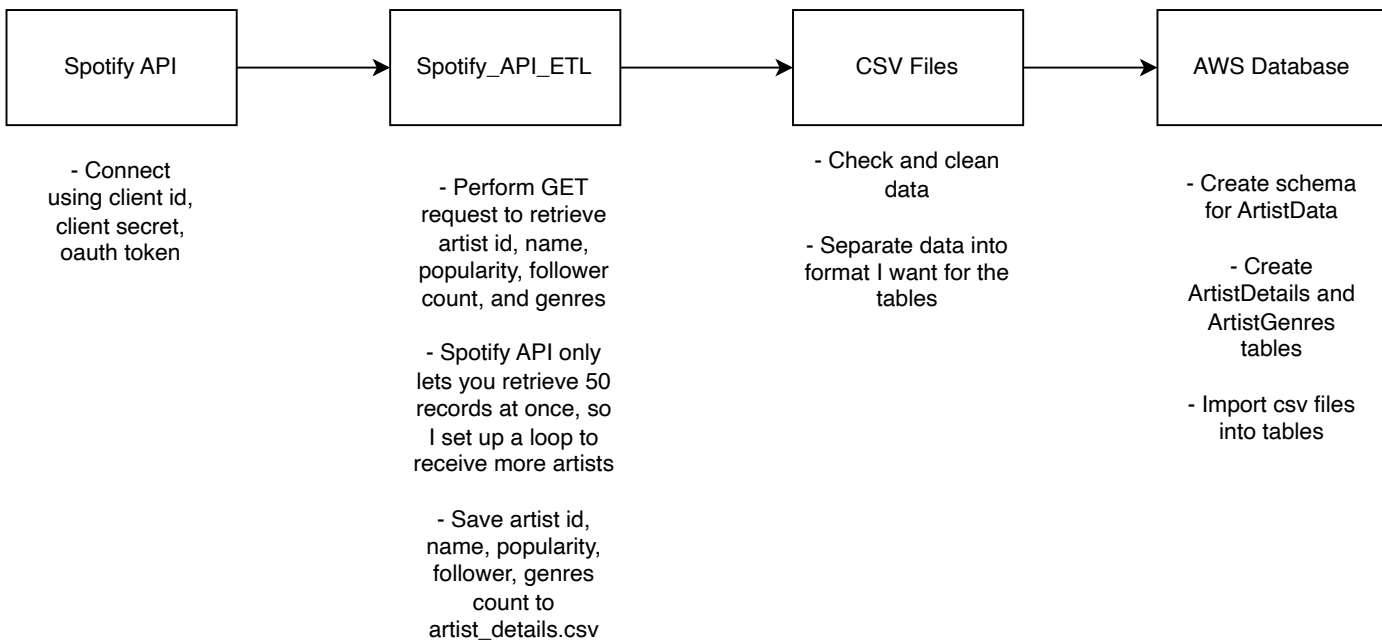 Spotify API
Spotify_API_ETL
CSV Files
AWS Database
- Connect
using client id,
client secret,
oauth token
- Perform GET
request to retrieve
artist id, name,
popularity, follower
count, and genres
- Spotify API only
lets you retrieve 50
records at once, so
I set up a loop to
receive more artists
- Save artist id,
name, popularity,
follower, genres
count to
artist_details.csv
- Check and clean
data
- Separate data into
format I want for the
tables
- Create schema
for ArtistData
- Create
ArtistDetails and
ArtistGenres
tables
- Import csv files
into tables